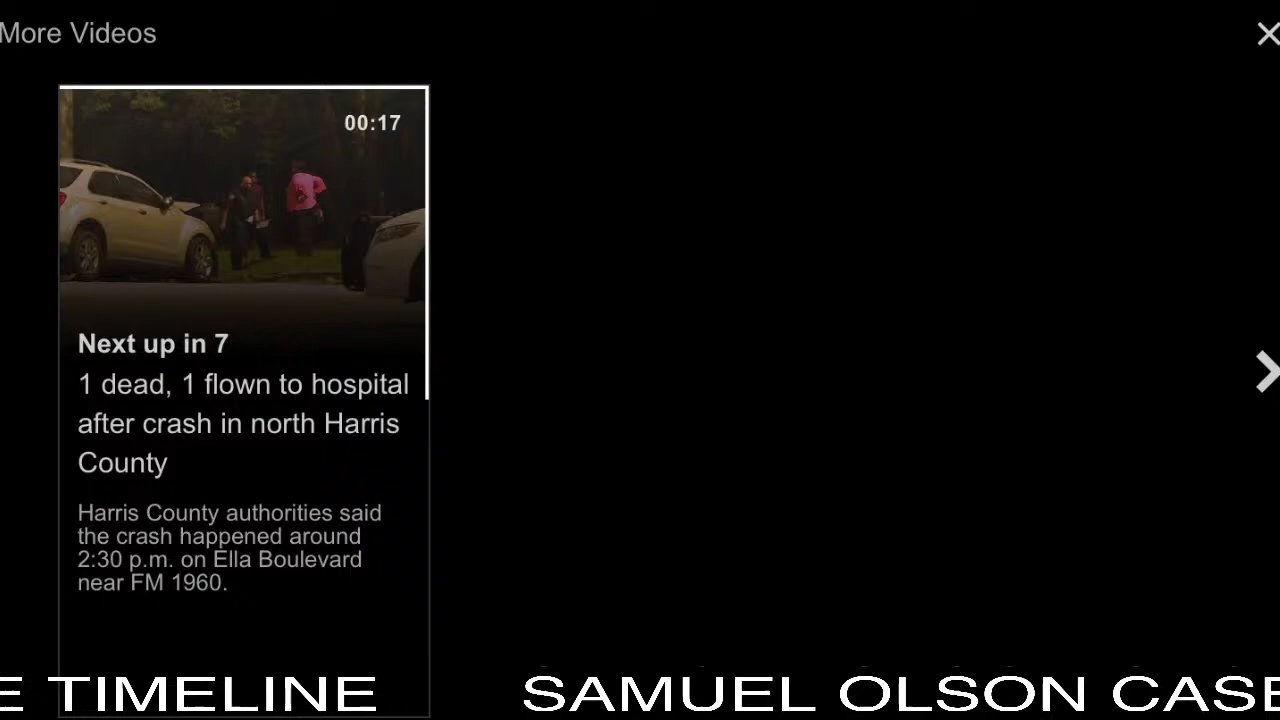 More Videos
00:17
Next up in 7
1 dead, 1 flown to hospital
after crash in north Harris
County
Harris County authorities said
the crash happened around
2:30 p.m. on Ella Boulevard
near FM 1960.
E TIMELINE SAMUEL OLSON CASE